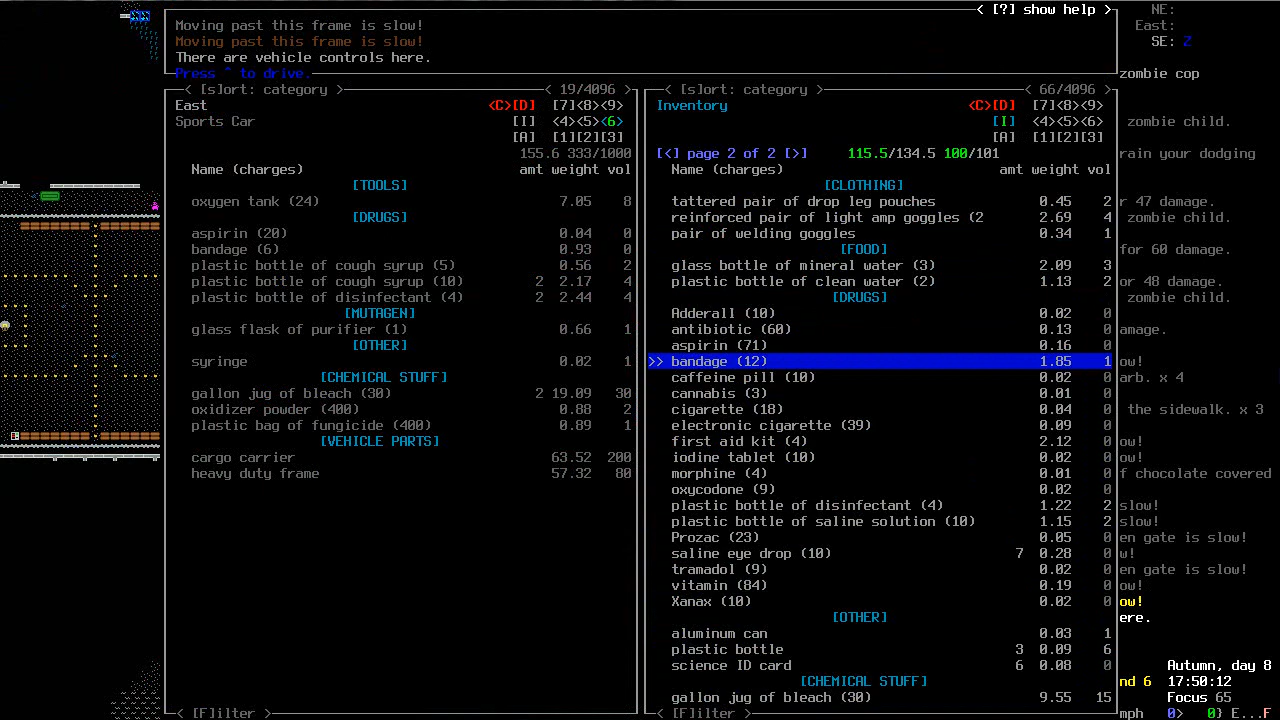 < [?] show help >
Moving past this frame is slow!
Moving past this frame is slow!
There are vehicle controls here.
Press ^ to drive.
< [s]ort: category > < 19/4096
East <C>[D] [7]<8><9>
Sports Car [I] <4><5><6>
[A] [1][2][3]
155.6 333/1000
Name (charges) amt weight vol
[TOOLS]
oxygen tank (24) 7.05 8
[DRUGS]
aspirin (20) 0.04 0
bandage (6) 0.93 0
plastic bottle of cough syrup (5) 0.56 2
plastic bottle of cough syrup (10) 2 2.17 4
plastic bottle of disinfectant (4) 2 2.44 4
[MUTAGEN]
glass flask of purifier (1) 0.66 1
[OTHER]
syringe 0.02 1
[CHEMICAL STUFF]
gallon jug of bleach (30) 2 19.09 30
oxidizer powder (400) 0.88 2
plastic bag of fungicide (400) 0.89 1
[VEHICLE PARTS]
cargo carrier 63.52 200
heavy duty frame 57.32 80
< [F]ilter >
< [s]ort: category > < 66/4096
Inventory <C>[D] [7]<8><9>
[I] <4><5><6>
[A] [1][2][3]
[<] page 2 of 2 [>] 115.5/134.5 100/101
Name (charges) amt weight vol
[CLOTHING]
tattered pair of drop leg pouches 0.45 2
reinforced pair of light amp goggles (2 2.69 4
pair of welding goggles 0.34 1
[FOOD]
glass bottle of mineral water (3) 2.09 3
plastic bottle of clean water (2) 1.13 2
[DRUGS]
Adderall (10) 0.02 0
antibiotic (60) 0.13 0
aspirin (71) 0.16 0
>> bandage (12) 1.85 1
caffeine pill (10) 0.02 0
cannabis (3) 0.01 0
cigarette (18) 0.04 0
electronic cigarette (39) 0.09 0
first aid kit (4) 2.12 0
iodine tablet (10) 0.02 0
morphine (4) 0.01 0
oxycodone (9) 0.02 0
plastic bottle of disinfectant (4) 1.22 2
plastic bottle of saline solution (10) 1.15 2
Prozac (23) 0.05 0
saline eye drop (10) 7 0.28 0
tramadol (9) 0.02 0
vitamin (84) 0.19 0
Xanax (10) 0.02 0
[OTHER]
aluminum can 0.03 1
plastic bottle 3 0.09 6
science ID card 6 0.08 0
[CHEMICAL STUFF]
gallon jug of bleach (30) 9.55 15
< [F]ilter >
NE:
East:
SE: Z
zombie cop
zombie child.
rain your dodging
r 47 damage.
zombie child.
for 60 damage.
or 48 damage.
zombie child.
amage.
ow!
arb. x 4
the sidewalk. x 3
ow!
ow!
f chocolate covered
slow!
slow!
en gate is slow!
w!
en gate is slow!
ow!
ow!
ere.
Autumn, day 8
nd 6 17:50:12
Focus 65
mph 0> 0} E...F